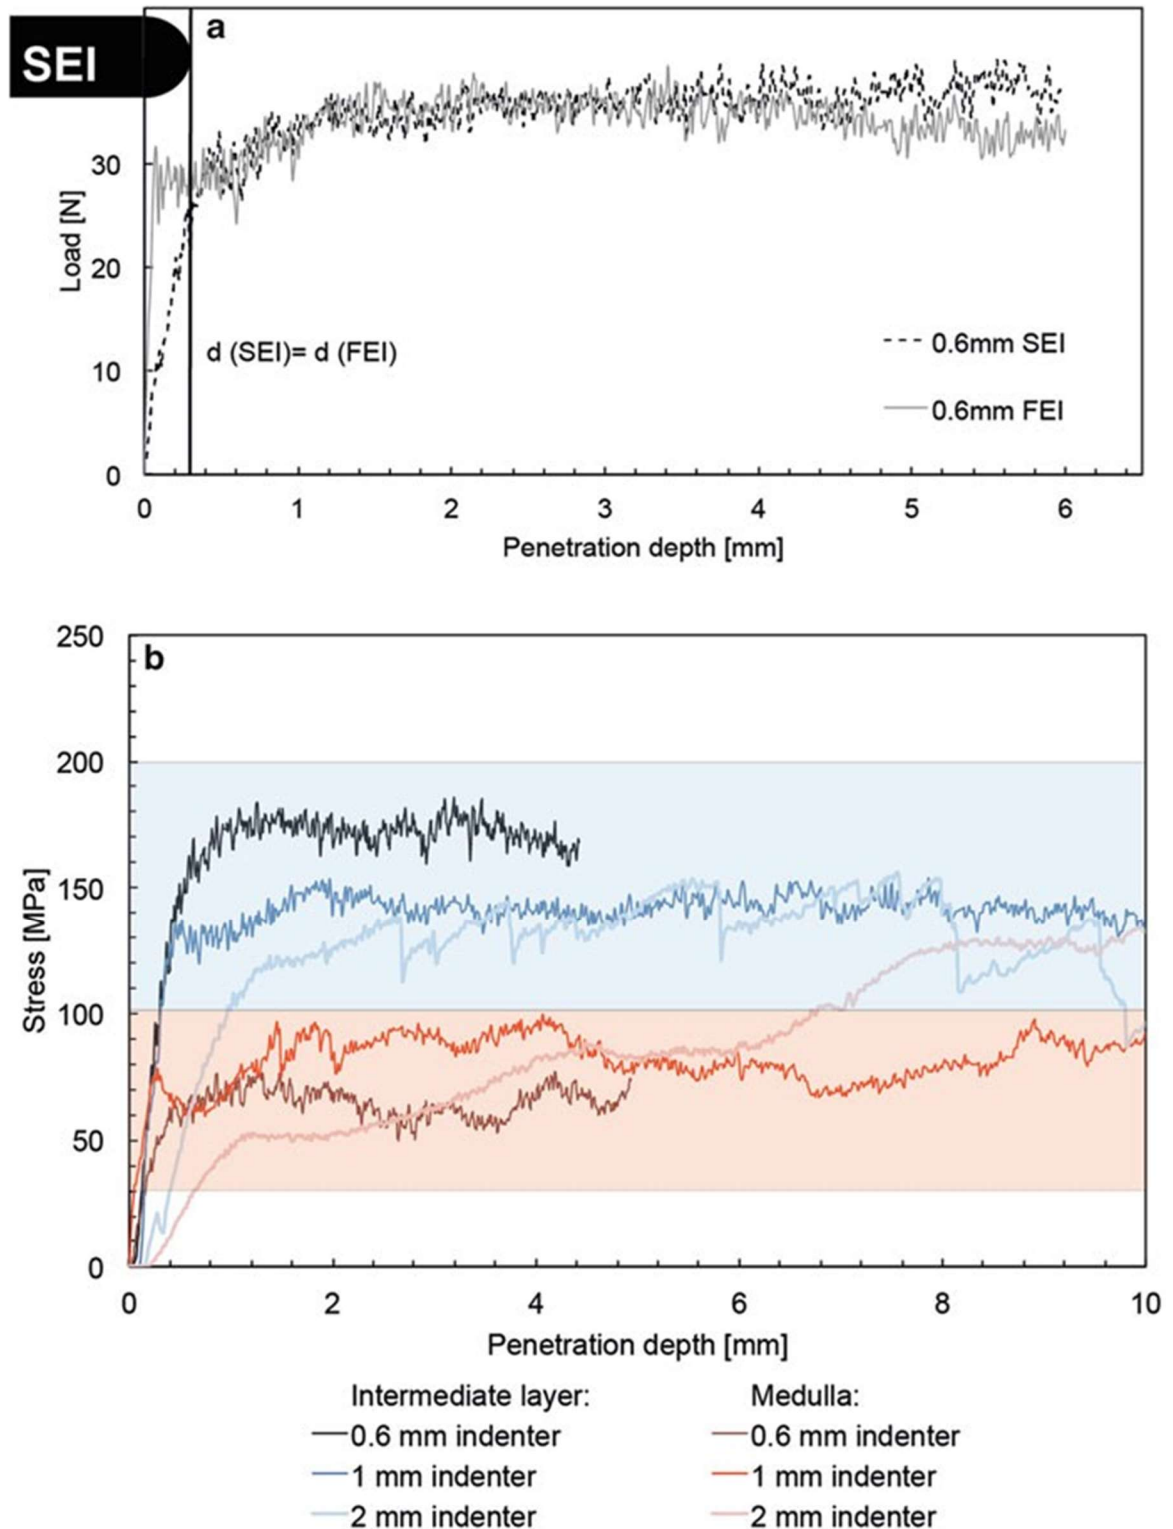 SEI
a
30
20
10
0
Load [N]
d (SEI)= d (FEI)
0.6mm SEI
0.6mm FEI
0 1 2 3 4 5 6
Penetration depth [mm]
b
250
200
150
100
50
0
Stress [MPa]
0 2 4 6 8 10
Penetration depth [mm]
Intermediate layer: Medulla:
0.6 mm indenter 0.6 mm indenter
1 mm indenter 1 mm indenter
2 mm indenter 2 mm indenter